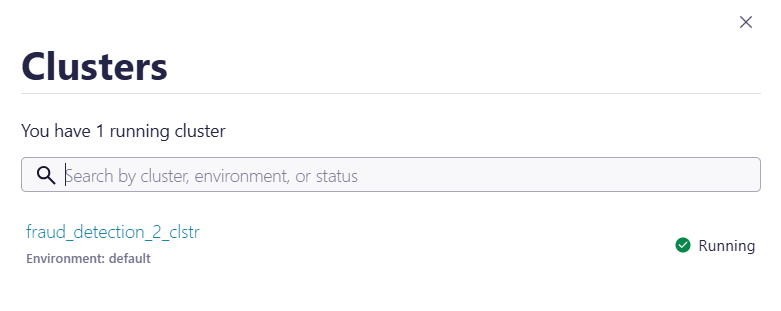 Clusters
You have 1 running cluster
Search by cluster, environment, or status
fraud_detection_2_clstr
Running
Environment: default